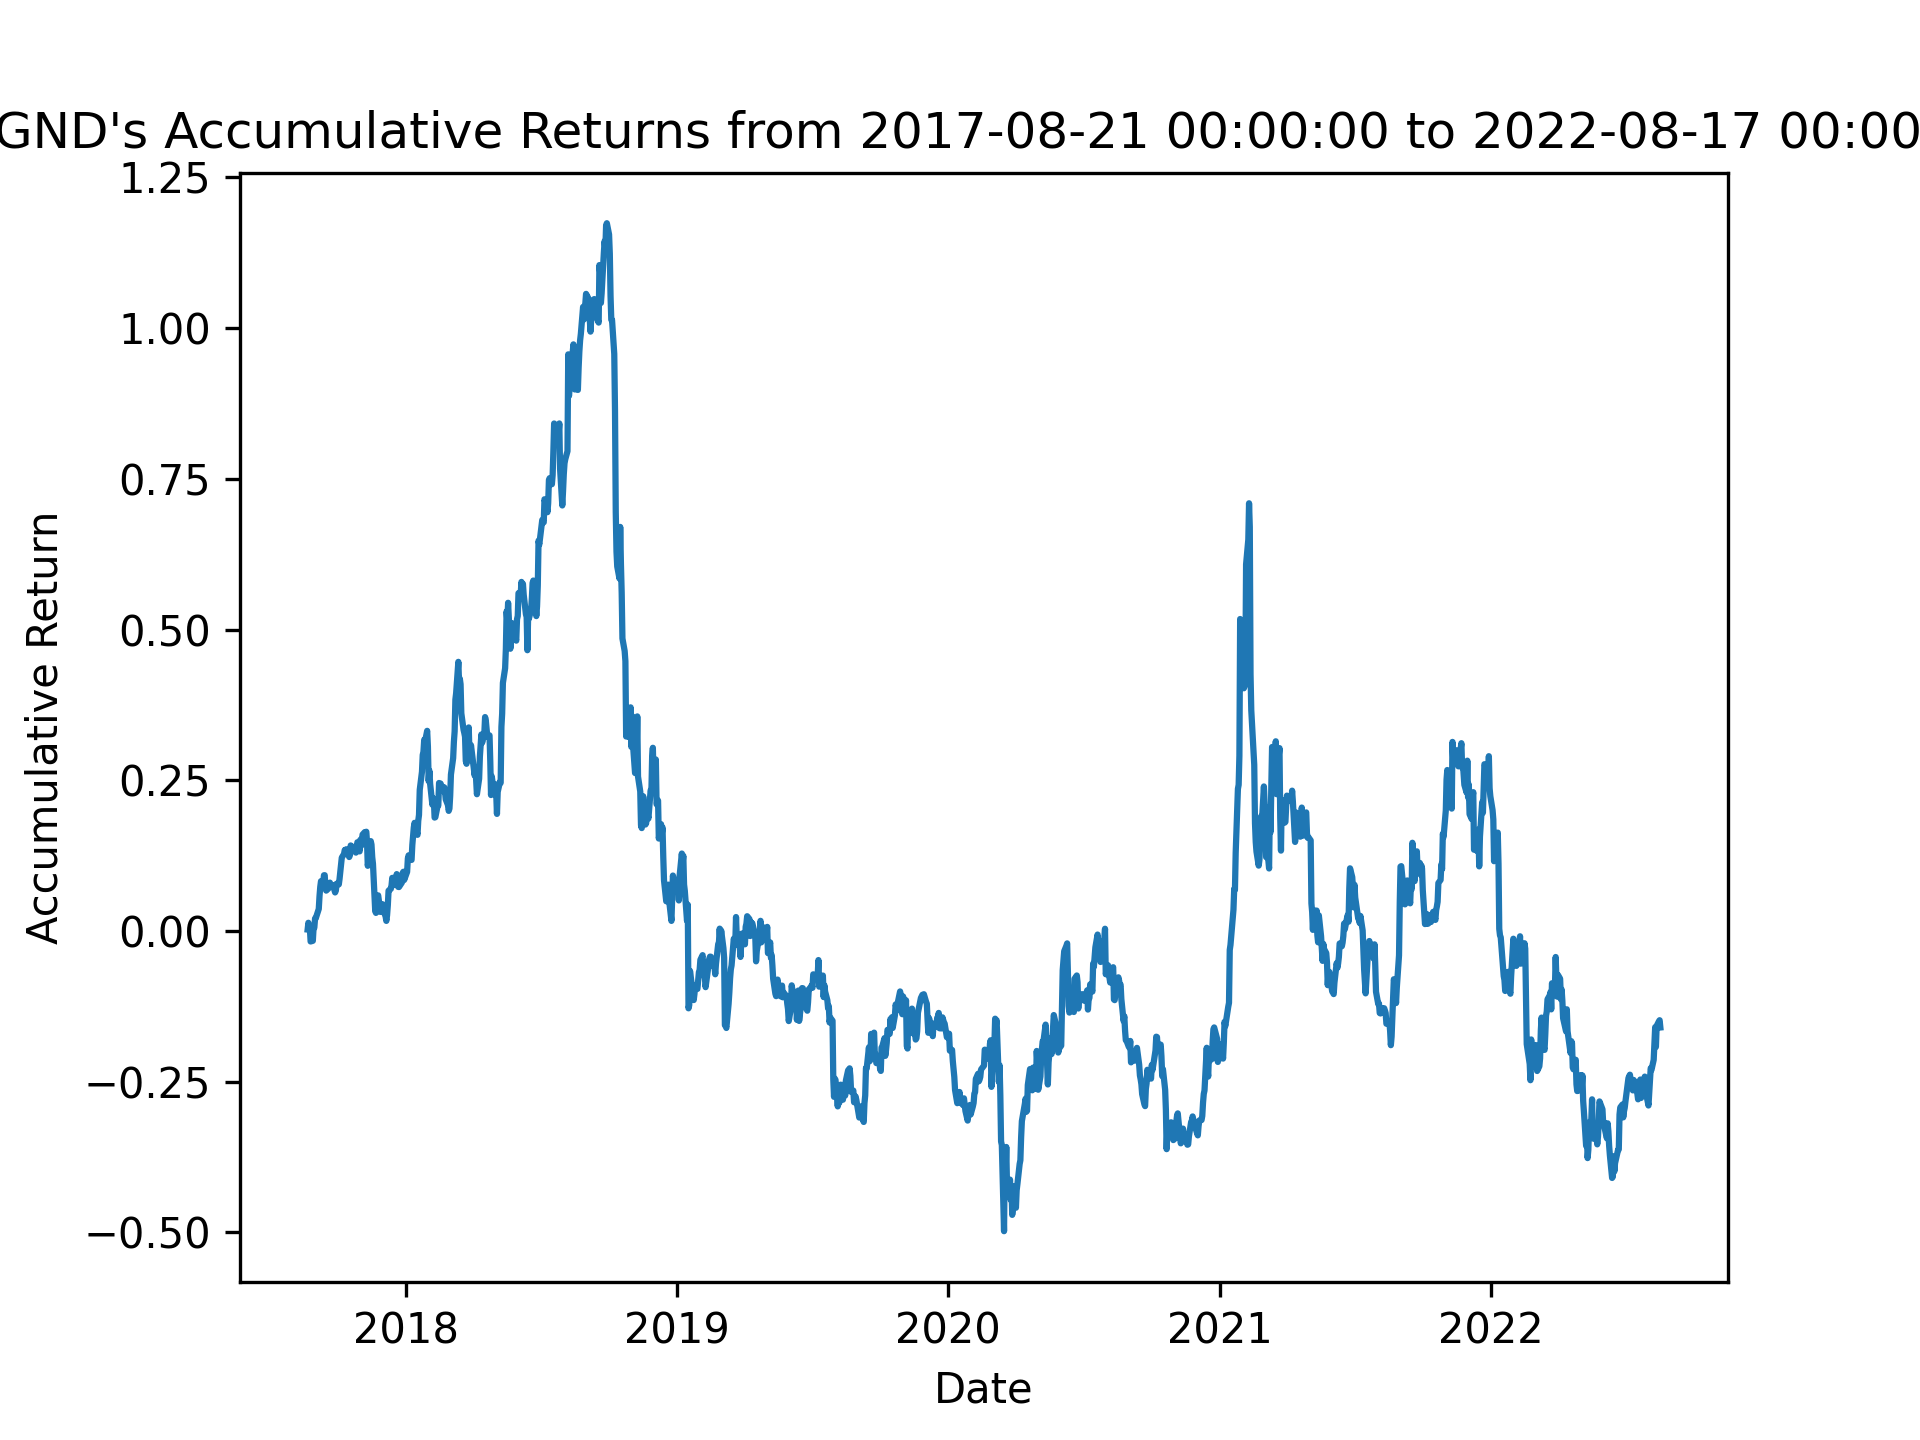 GND's Accumulative Returns from 2017-08-21 00:00:00 to 2022-08-17 00:00
1.25
1.00
0.75
0.50
0.25
0.00
−0.25
−0.50
Accumulative Return
2018 2019 2020 2021 2022
Date